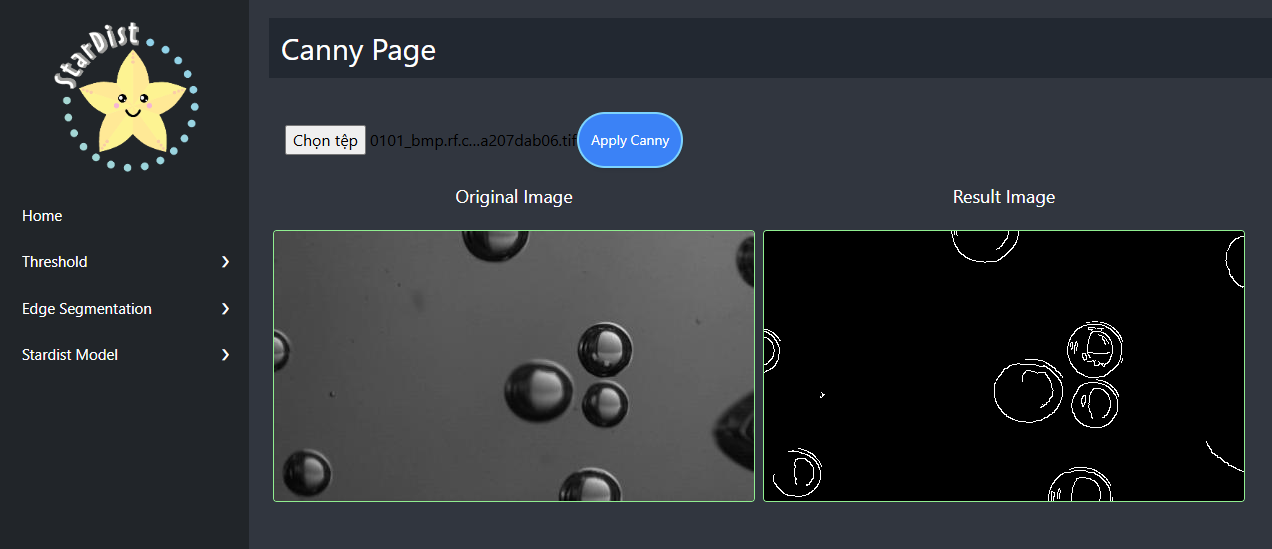 StarDist
Canny Page
Chọn tệp 0101_bmp.rf.c...a207dab06.tif Apply Canny
Original Image
Result Image
Home
Threshold
Edge Segmentation
Stardist Model